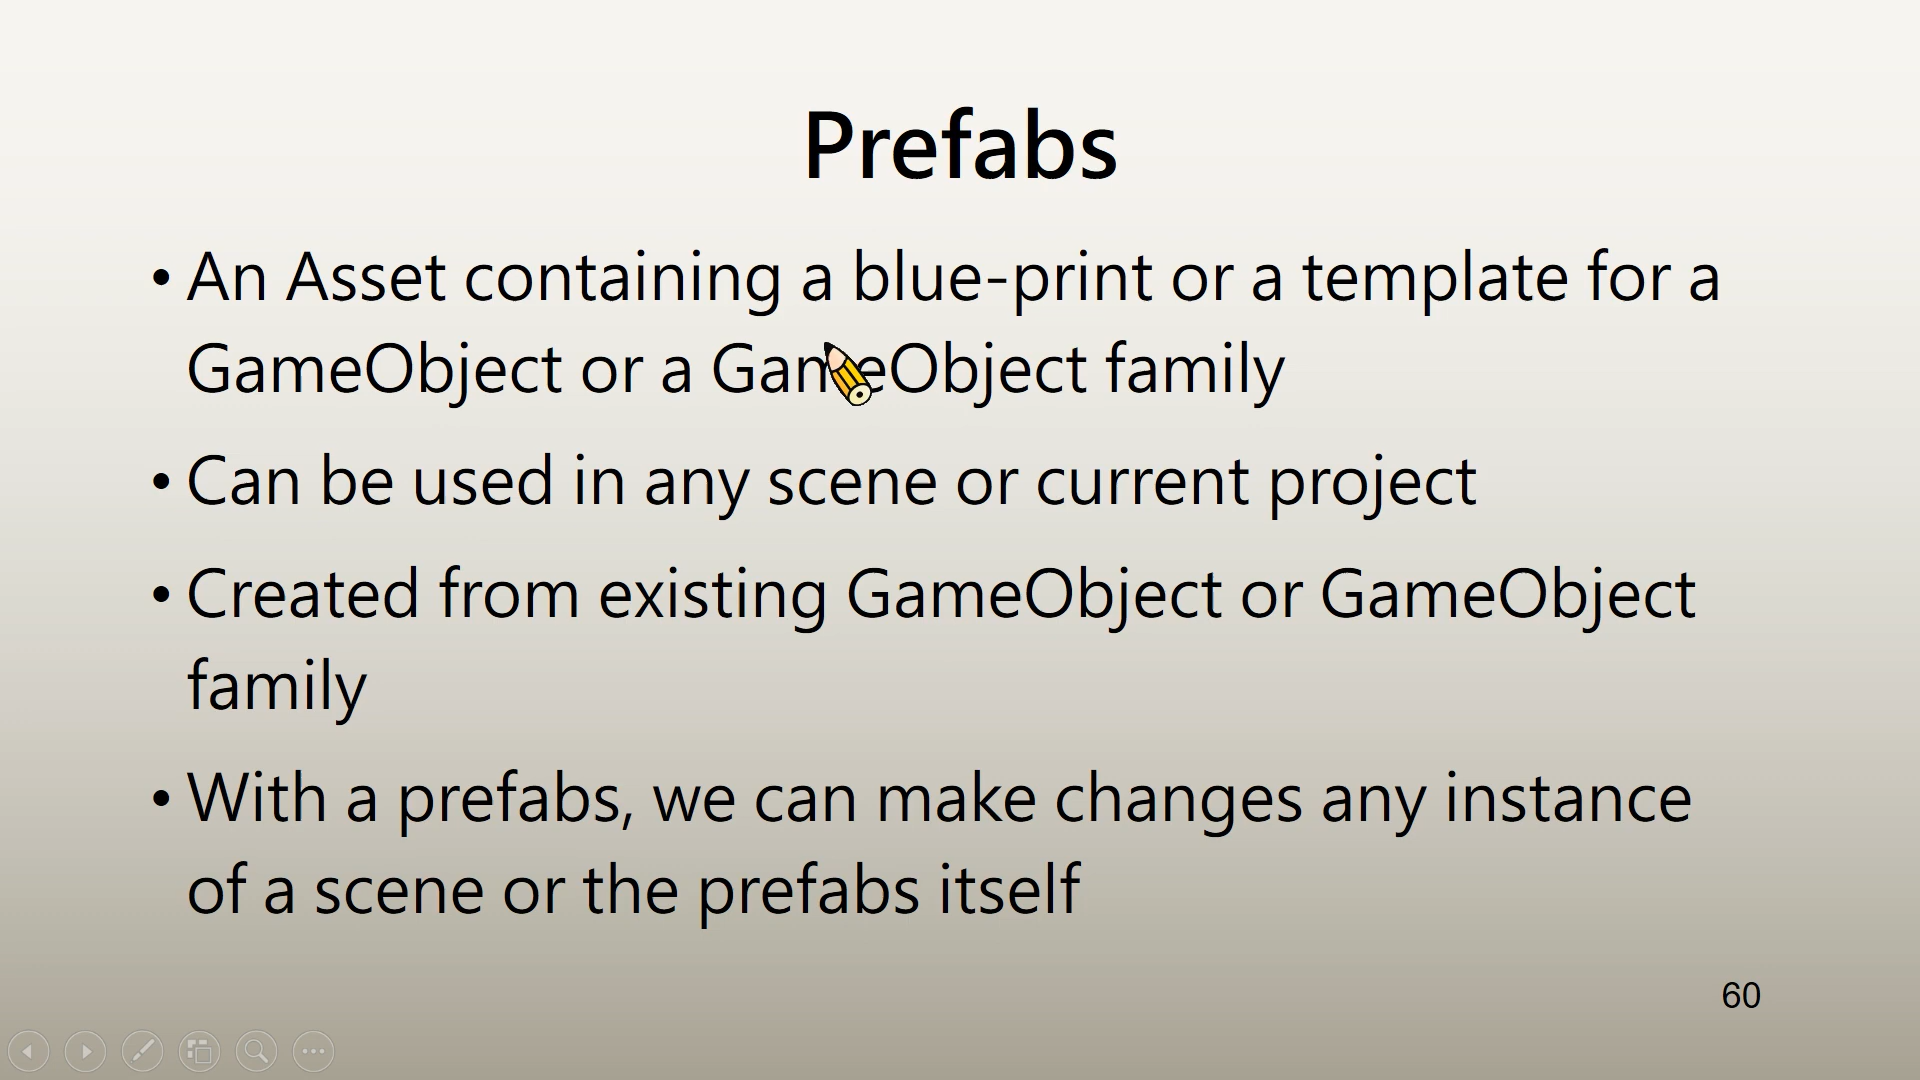 Prefabs
• An Asset containing a blue-print or a template for a
GameObject or a GameObject family
• Can be used in any scene or current project
• Created from existing GameObject or GameObject
family
• With a prefabs, we can make changes any instance
of a scene or the prefabs itself
60